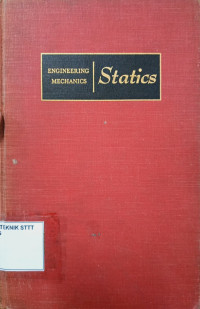 ENGINEERING
MECHANICS
Statics
TEKNIK STTT